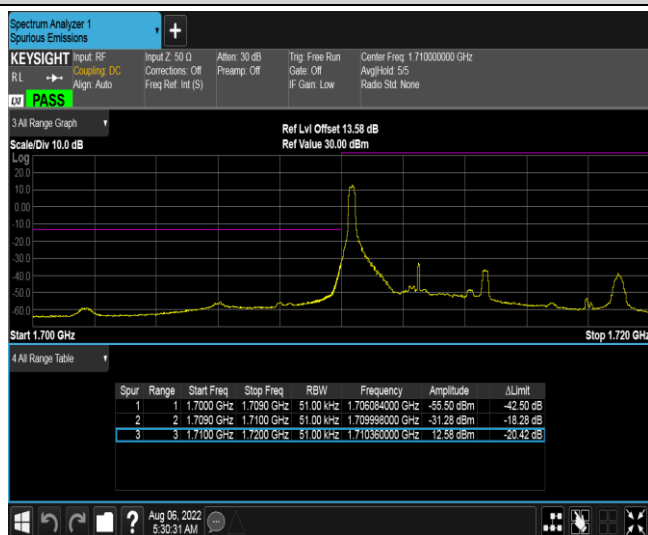 Spectrum Analyzer 1
Spurious Emissions
+
KEYSIGHT Input: RF Input Z: 50 Ω Atten: 30 dB Trig: Free Run Center Freq: 1.710000000 GHz
Coupling: DC Corrections: Off Preamp: Off Gate: Off Avg|Hold: 5/5
RL Align: Auto Freq Ref: Int (S) IF Gain: Low Radio Std: None
LXI PASS
3 All Range Graph
Ref Lvl Offset 13.58 dB
Scale/Div 10.0 dB Ref Value 30.00 dBm
Log
20.0
10.0
0.00
-10.0
-20.0
-30.0
-40.0
-50.0
-60.0
Start 1.700 GHz Stop 1.720 GHz
4 All Range Table
Spur Range Start Freq Stop Freq RBW Frequency Amplitude ΔLimit
1 1 1.7000 GHz 1.7090 GHz 51.00 kHz 1.706084000 GHz -55.50 dBm -42.50 dB
2 2 1.7090 GHz 1.7100 GHz 51.00 kHz 1.709998000 GHz -31.28 dBm -18.28 dB
3 3 1.7100 GHz 1.7200 GHz 51.00 kHz 1.710360000 GHz 12.58 dBm -20.42 dB
? Aug 06, 2022
5:30:31 AM